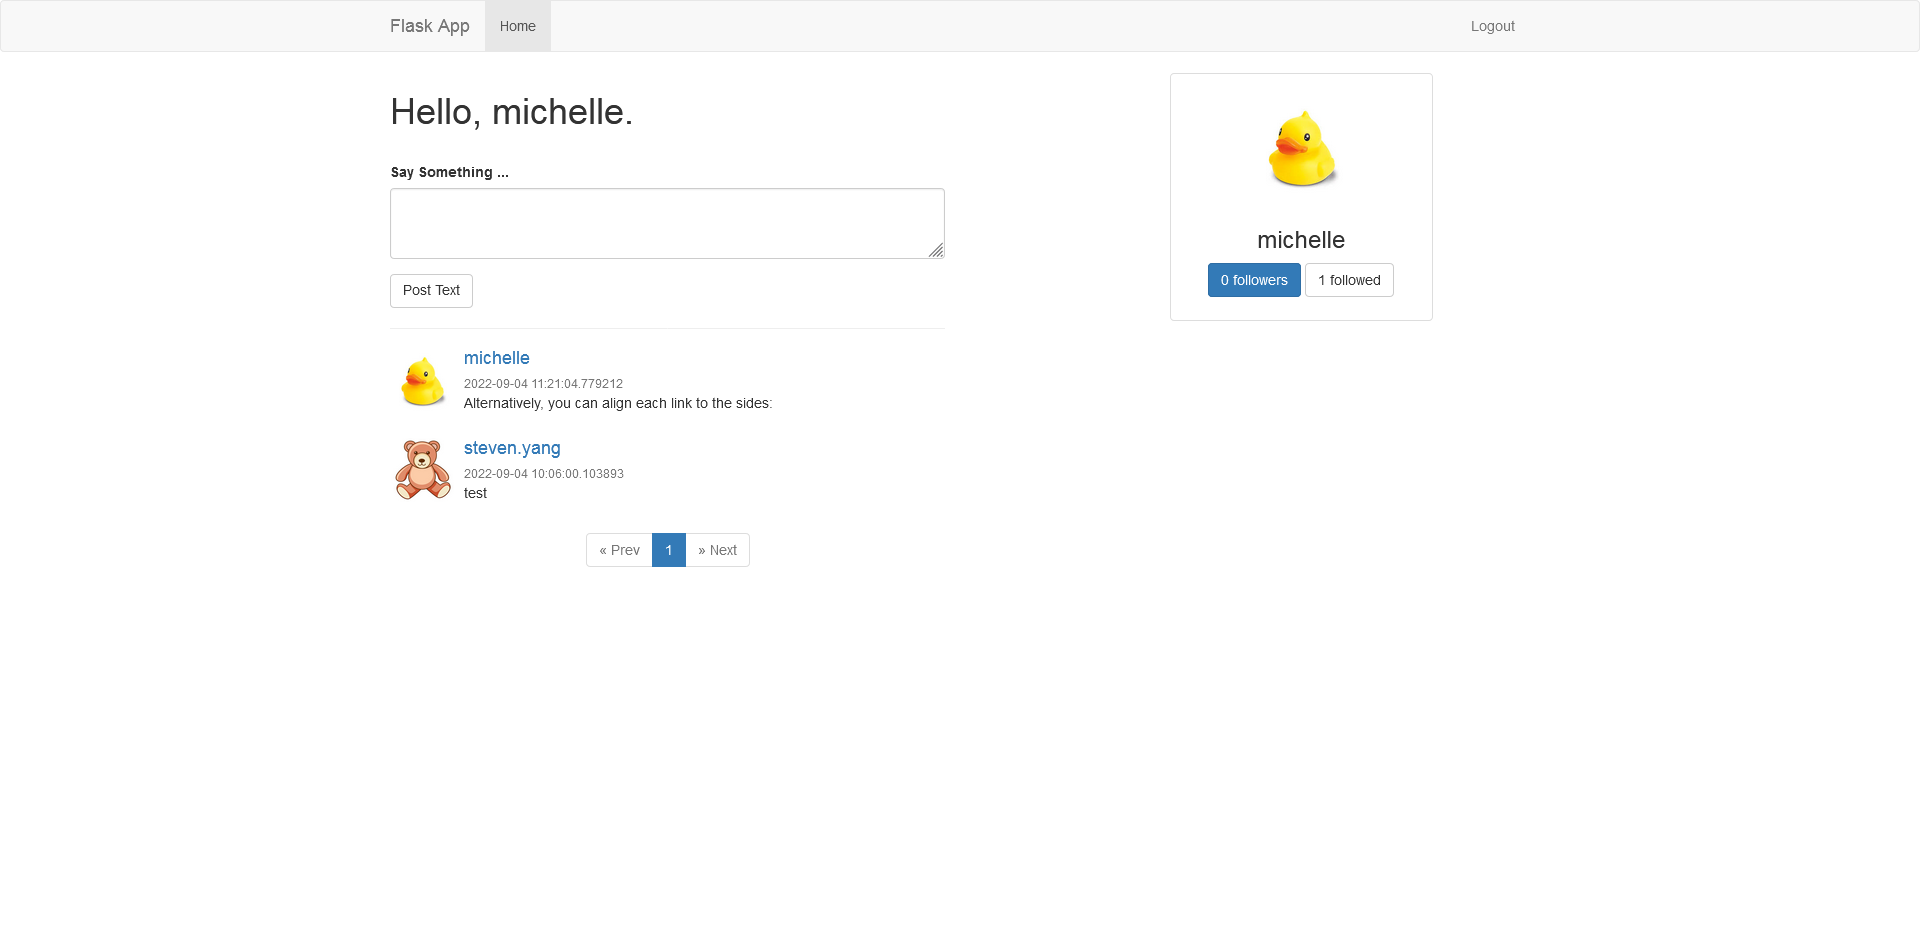 Flask App Home Logout
Hello, michelle.
Say Something ...
Post Text
michelle
2022-09-04 11:21:04.779212
Alternatively, you can align each link to the sides:
steven.yang
2022-09-04 10:06:00.103893
test
« Prev 1 » Next
michelle
0 followers 1 followed